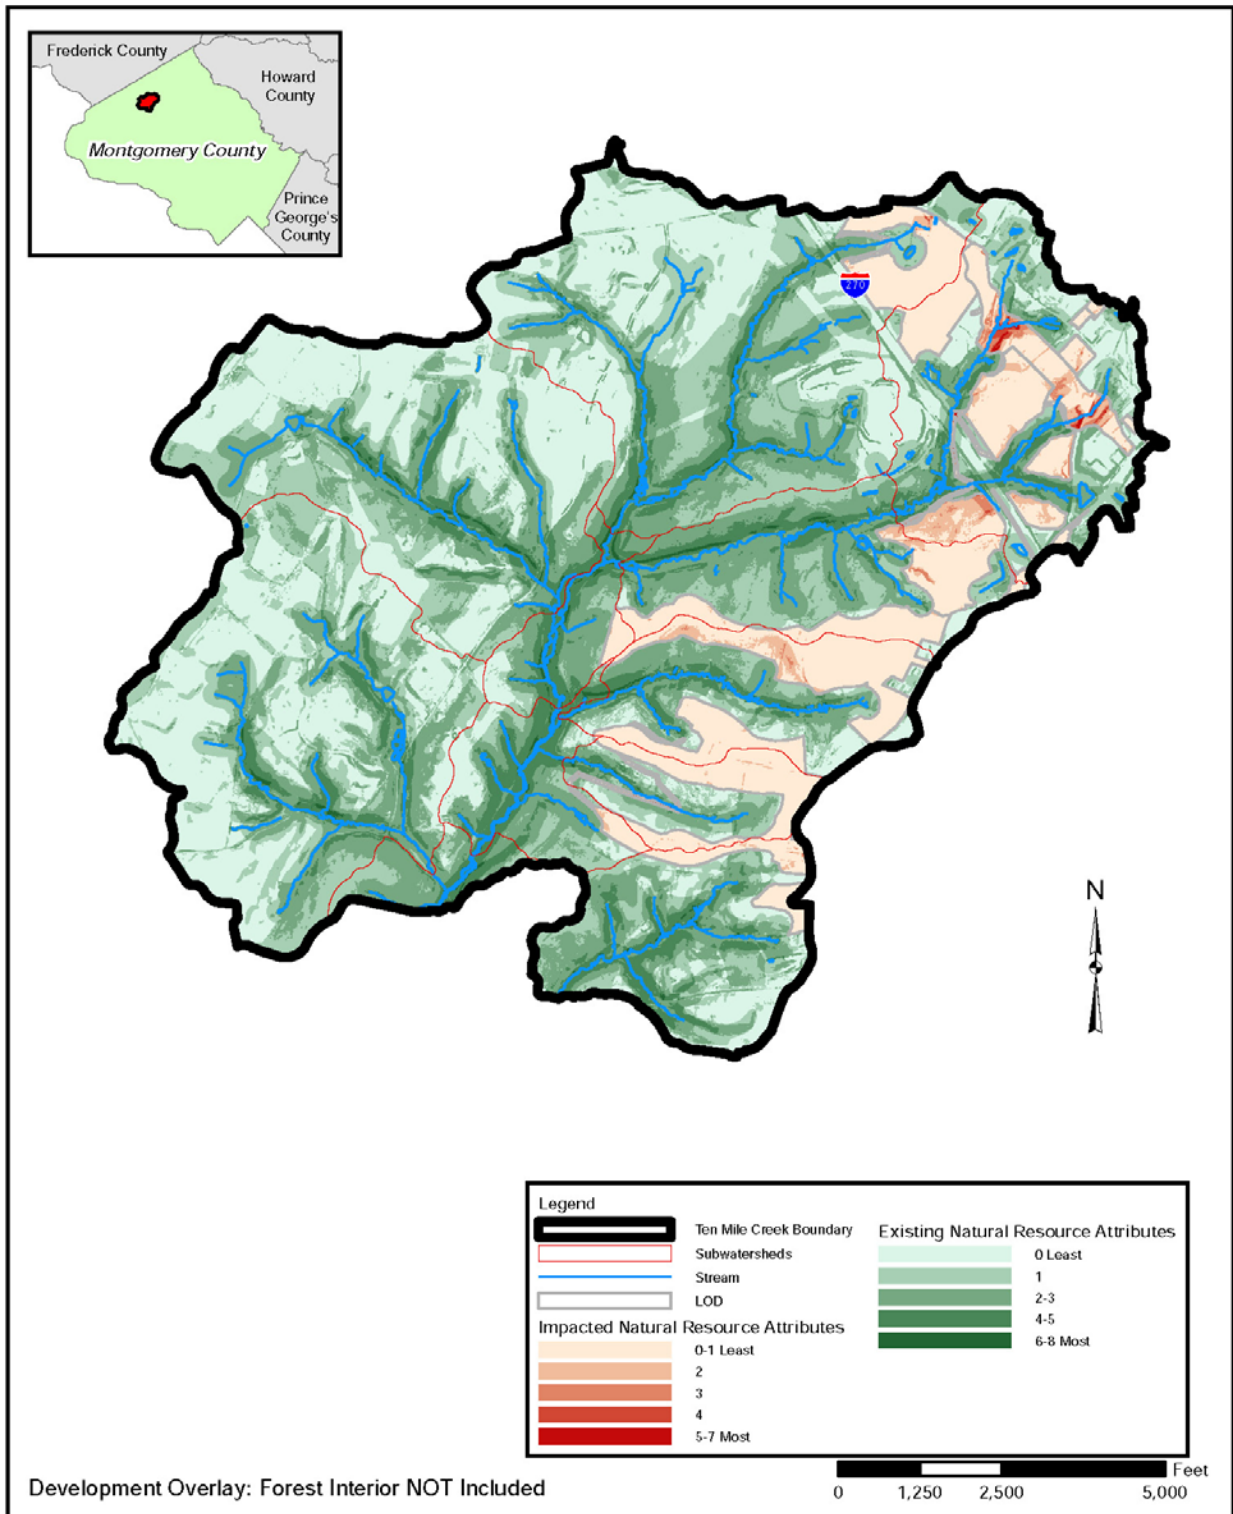 Frederick County
Howard
County
Montgomery County
Prince
George's
County
270
N
Legend
Ten Mile Creek Boundary
Subwatersheds
Stream
LOD
Impacted Natural Resource Attributes
0-1 Least
2
3
4
5-7 Most
Existing Natural Resource Attributes
0 Least
1
2-3
4-5
6-8 Most
Development Overlay: Forest Interior NOT Included
Feet
0 1,250 2,500 5,000